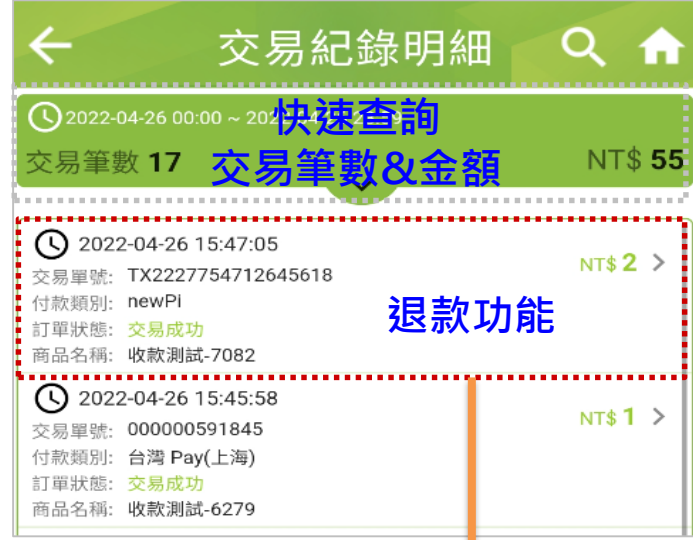 交易紀錄明細
2022-04-26 00:00 ~ 202
快速查詢
交易筆數 17
交易筆數&金額
NT$ 55
2022-04-26 15:47:05
NT$ 2
交易單號: TX2227754712645618
付款類別: newPi
退款功能
訂單狀態: 交易成功
商品名稱: 收款測試-7082
2022-04-26 15:45:58
NT$ 1
交易單號: 000000591845
付款類別: 台灣 Pay(上海)
訂單狀態: 交易成功
商品名稱: 收款測試-6279